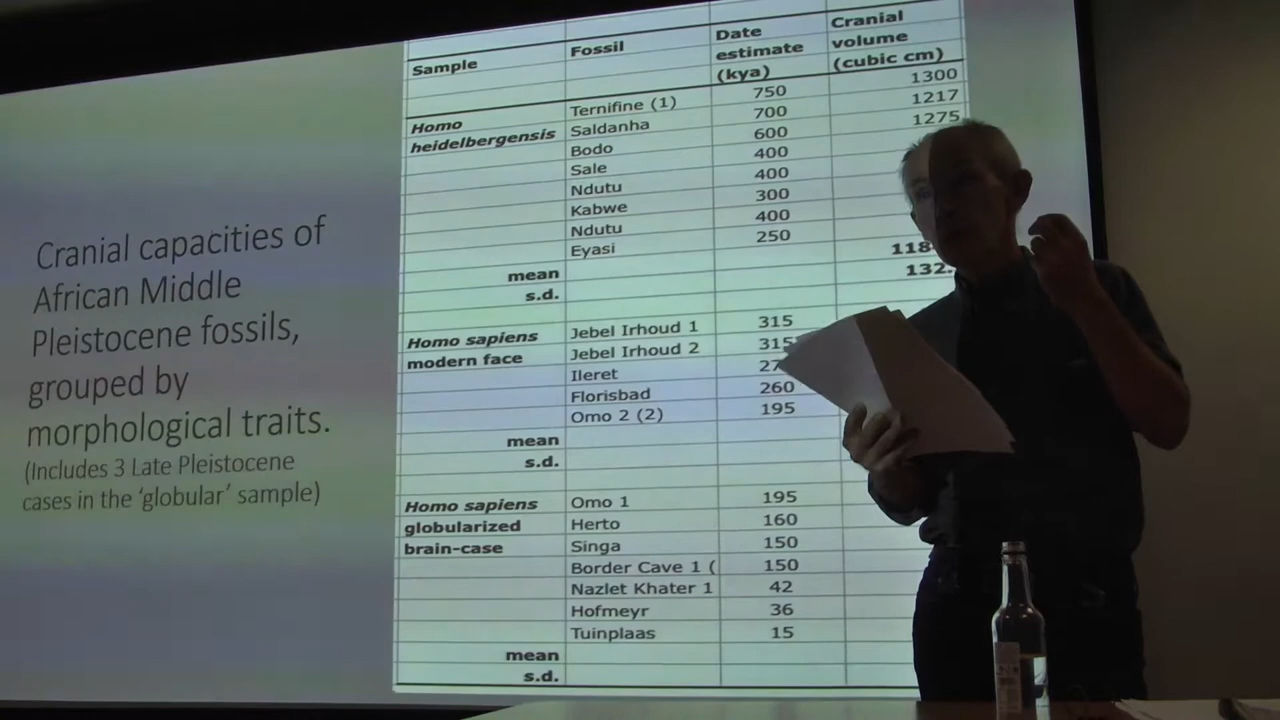 Cranial capacities of
African Middle
Pleistocene fossils,
grouped by
morphological traits.
(Includes 3 Late Pleistocene
cases in the 'globular' sample)
Sample Fossil Date estimate (kya) Cranial volume (cubic cm)
Homo heidelbergensis Ternifine (1) 750 1300
Saldanha 700 1217
Bodo 600 1275
Sale 400
Ndutu 400
Kabwe 300
Ndutu 400
Eyasi 250
mean 118
s.d. 132.
Homo sapiens Jebel Irhoud 1 315
modern face Jebel Irhoud 2 315
Ileret 27
Florisbad 260
Omo 2 (2) 195
mean
s.d.
Homo sapiens Omo 1 195
globularized Herto 160
brain-case Singa 150
Border Cave 1 ( 150
Nazlet Khater 1 42
Hofmeyr 36
Tuinplaas 15
mean
s.d.